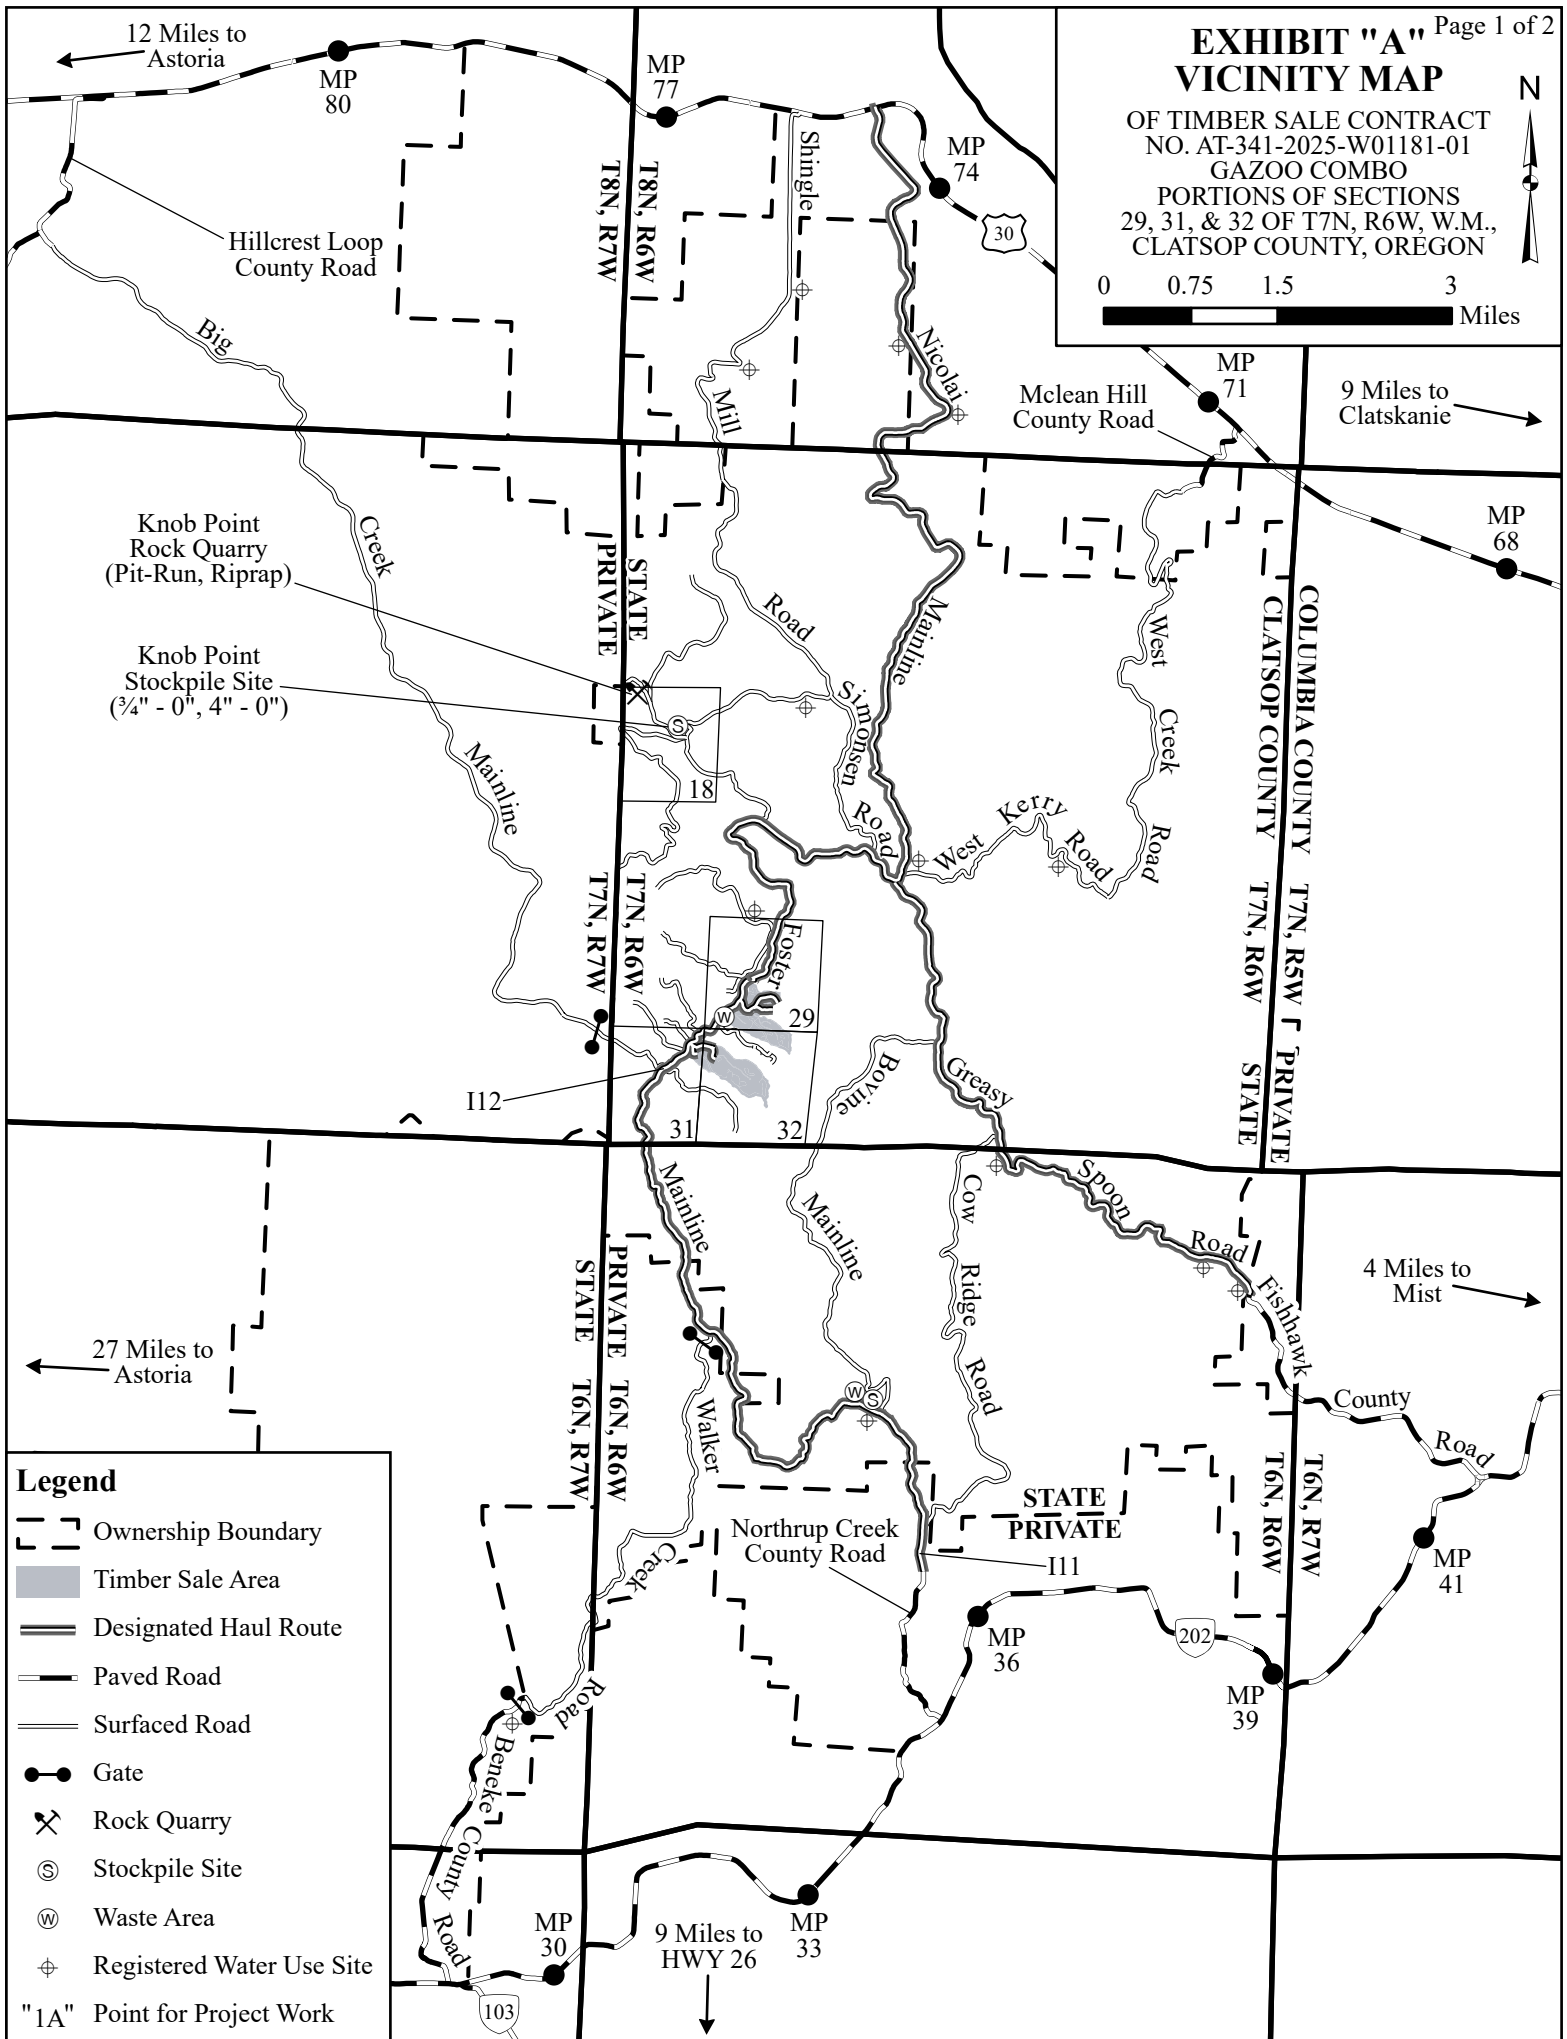 12 Miles to
Astoria
MP
80
MP
77
MP
74
30
Page 1 of 2
EXHIBIT "A"
VICINITY MAP
OF TIMBER SALE CONTRACT
NO. AT-341-2025-W01181-01
GAZOO COMBO
PORTIONS OF SECTIONS
29, 31, & 32 OF T7N, R6W, W.M.,
CLATSOP COUNTY, OREGON
N
0 0.75 1.5 3
Miles
Hillcrest Loop
County Road
T8N, R7W
T8N, R6W
Shingle
Mill
Road
Nicolai
Mainline
Big
Creek
Mainline
Mclean Hill
County Road
MP
71
9 Miles to
Clatskanie
MP
68
Knob Point
Rock Quarry
(Pit-Run, Riprap)
PRIVATE
STATE
Knob Point
Stockpile Site
(¾" - 0", 4" - 0")
S
18
Simonsen
Road
West
Kerry
Road
West
Creek
Road
COLUMBIA COUNTY
CLATSOP COUNTY
T7N, R7W
T7N, R6W
T7N, R6W
T7N, R5W
Foster
W
29
I12
31
32
Bovine
Mainline
Greasy
Spoon
Road
STATE
PRIVATE
Mainline
Cow
Ridge
Road
Fishhawk
County
Road
4 Miles to
Mist
27 Miles to
Astoria
STATE
PRIVATE
T6N, R7W
T6N, R6W
Walker
Creek
Road
W
S
STATE
PRIVATE
Northrup Creek
County Road
I11
T6N, R6W
T6N, R7W
MP
41
MP
36
202
MP
39
Beneke
County
Road
MP
30
103
9 Miles to
HWY 26
MP
33
Legend
Ownership Boundary
Timber Sale Area
Designated Haul Route
Paved Road
Surfaced Road
Gate
Rock Quarry
S Stockpile Site
W Waste Area
Registered Water Use Site
"1A" Point for Project Work